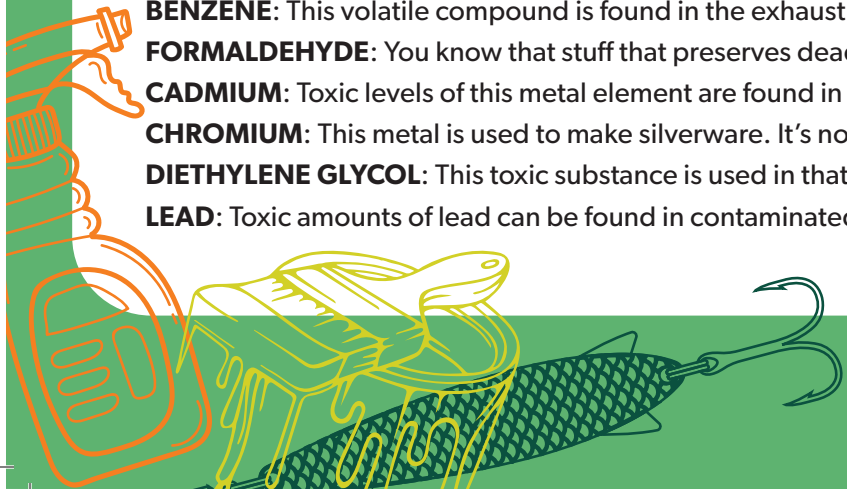 BENZENE: This volatile compound is found in the exhaust
FORMALDEHYDE: You know that stuff that preserves
CADMIUM: Toxic levels of this metal element are found in
CHROMIUM: This metal is used to make silverware. It's
DIETHYLENE GLYCOL: This toxic substance is used in that
LEAD: Toxic amounts of lead can be found in contaminated